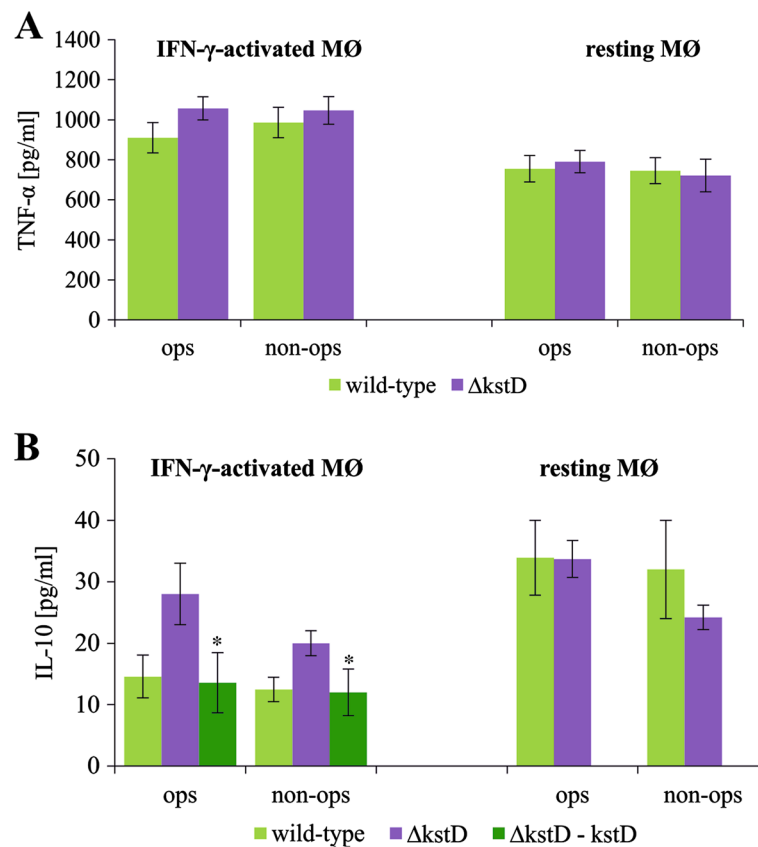 A
IFN-γ-activated MØ
resting MØ
TNF-α [pg/ml]
1400
1200
1000
800
600
400
200
0
ops
non-ops
ops
non-ops
wild-type
ΔkstD
B
IFN-γ-activated MØ
resting MØ
IL-10 [pg/ml]
50
40
30
20
10
0
*
*
ops
non-ops
ops
non-ops
wild-type
ΔkstD
ΔkstD - kstD